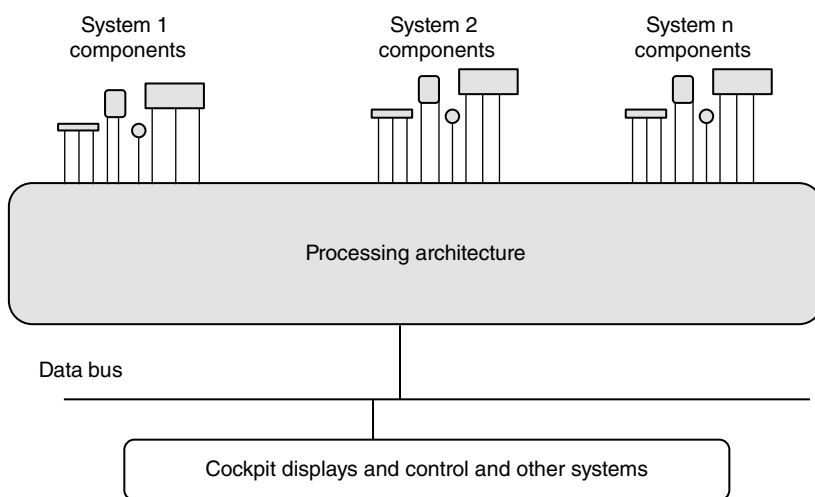 System 1
components
System 2
components
System n
components
Processing architecture
Data bus
Cockpit displays and control and other systems